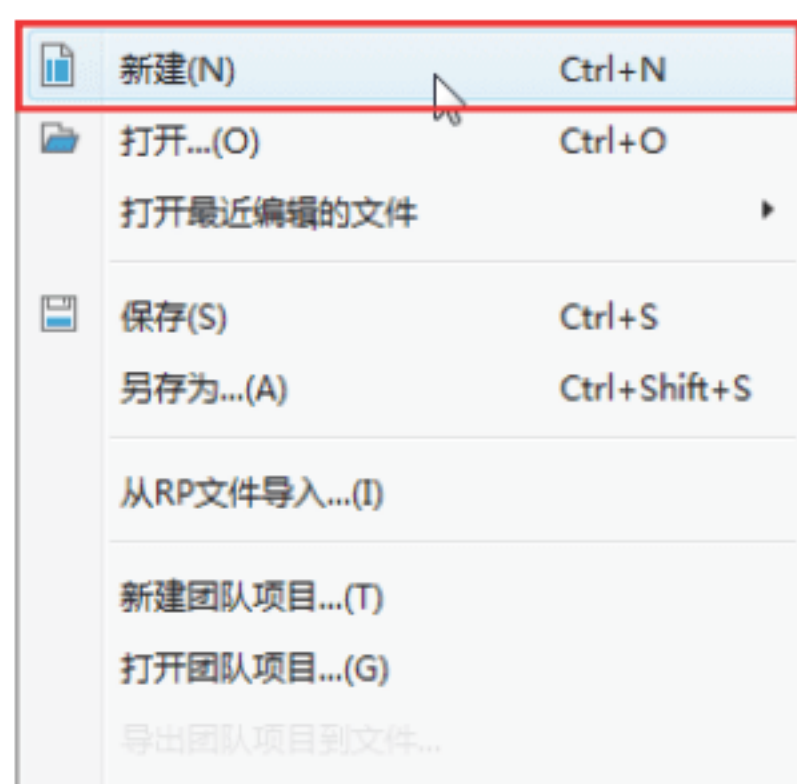 新建(N) Ctrl+N
打开...(O) Ctrl+O
打开最近编辑的文件
保存(S) Ctrl+S
另存为...(A) Ctrl+Shift+S
从RP文件导入...(I)
新建团队项目...(T)
打开团队项目...(G)
导出团队项目到文件...